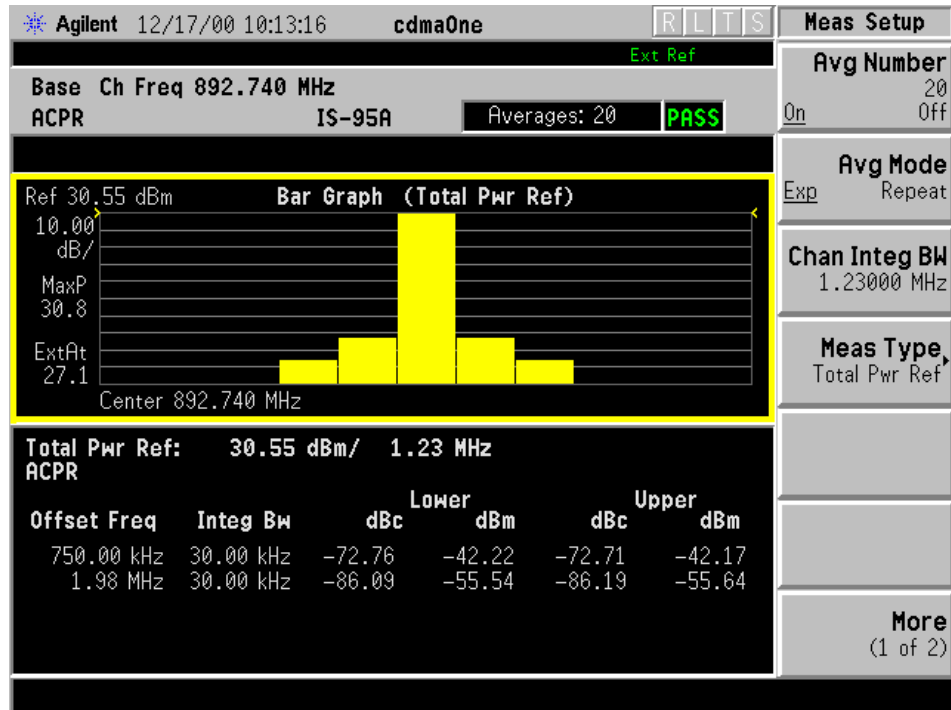 Agilent 12/17/00 10:13:16 cdmaOne R L T S
Ext Ref
Base Ch Freq 892.740 MHz
ACPR IS-95A Averages: 20 PASS
Ref 30.55 dBm Bar Graph (Total Pwr Ref)
10.00
dB/
MaxP
30.8
ExtAt
27.1
Center 892.740 MHz
Total Pwr Ref: 30.55 dBm/ 1.23 MHz
ACPR
Lower Upper
Offset Freq Integ Bw dBc dBm dBc dBm
750.00 kHz 30.00 kHz -72.76 -42.22 -72.71 -42.17
1.98 MHz 30.00 kHz -86.09 -55.54 -86.19 -55.64
Meas Setup
Avg Number
20
On Off
Avg Mode
Exp Repeat
Chan Integ BW
1.23000 MHz
Meas Type
Total Pwr Ref
More
(1 of 2)